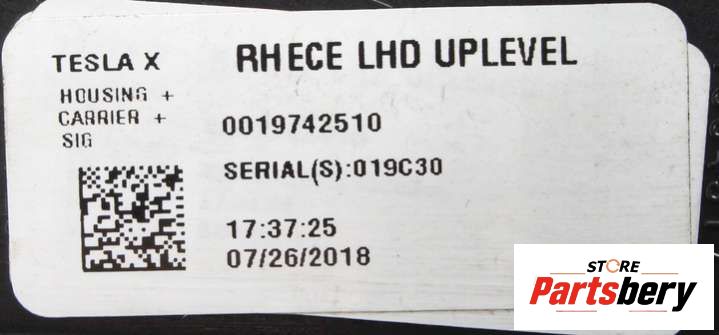 TESLA X
HOUSING +
CARRIER +
SIG
RHECE LHD UPLEVEL
0019742510
SERIAL(S):019C30
17:37:25
07/26/2018
STORE
Partsbery